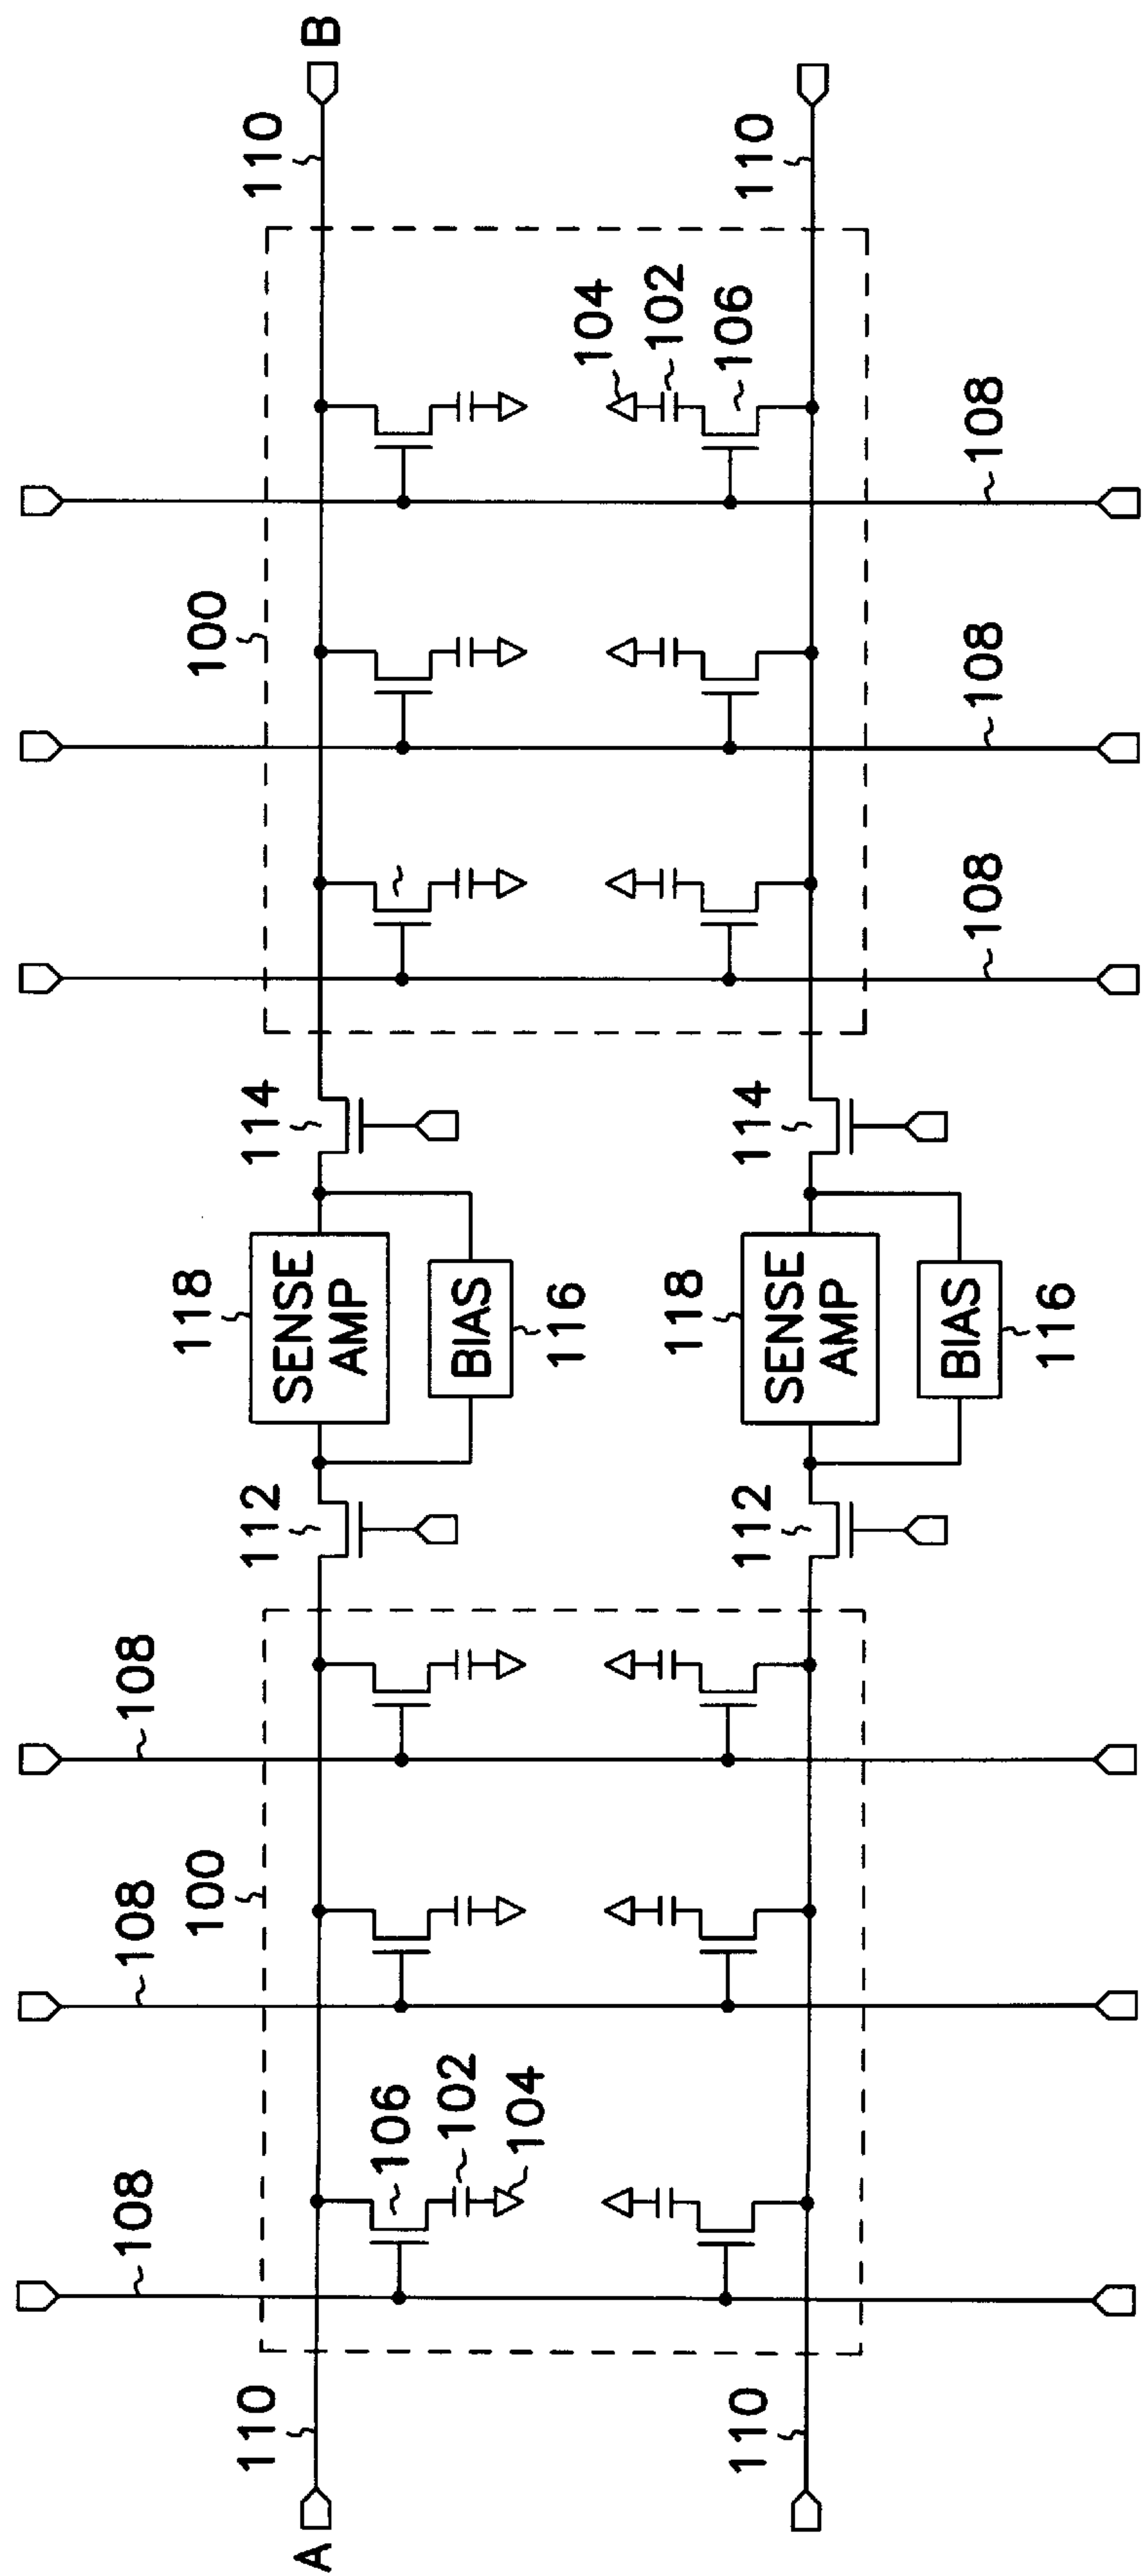 108 108 108
100 118 100
110 112 114 110
A SENSE B
AMP
106
102 BIAS
104 116 104
102
118 106
110 112 114 110
SENSE
AMP
BIAS 108 108 108
116